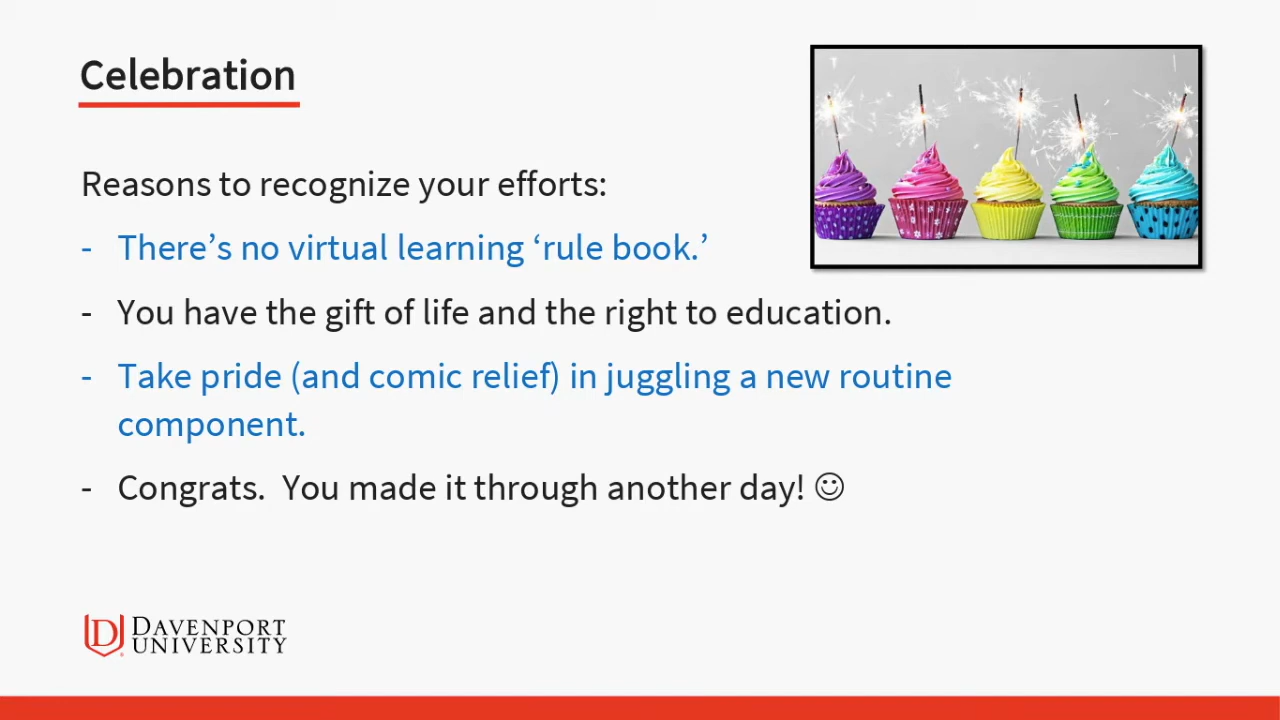 Celebration
Reasons to recognize your efforts:
- There’s no virtual learning ‘rule book.’
- You have the gift of life and the right to education.
- Take pride (and comic relief) in juggling a new routine
component.
- Congrats.  You made it through another day! ☺
D DAVENPORT
UNIVERSITY